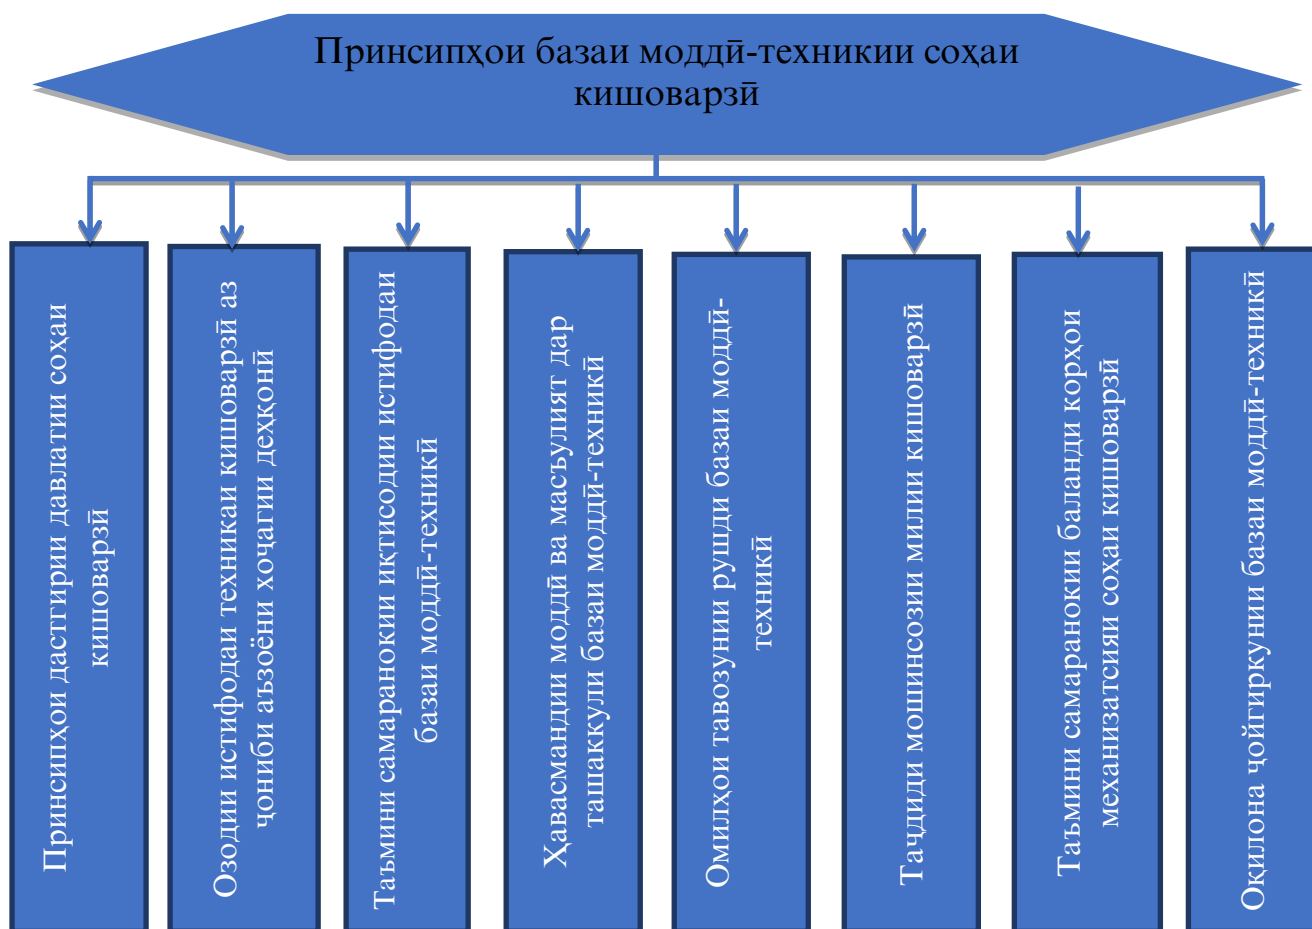 Принсипҳои базаи моддӣ-техникии соҳаи
кишоварзӣ
Принсипҳои дастгирии давлатии соҳаи
кишоварзӣ
Озодии истифодаи техникаи кишоварзӣ аз
ҷониби аъзоёни хоҷагии деҳқонӣ
Таъмини самаранокии иқтисодии истифодаи
базаи моддӣ-техникӣ
Ҳавасмандии моддӣ ва масъулият дар
ташаккули базаи моддӣ-техникӣ
Омилҳои тавозунии рушди базаи моддӣ-
техникӣ
Таҷдиди мошинсозии милии кишоварзӣ
Таъмини самаранокии баланди корҳои
механизатсияи соҳаи кишоварзӣ
Оқилона ҷойгиркунии базаи моддӣ-техникӣ